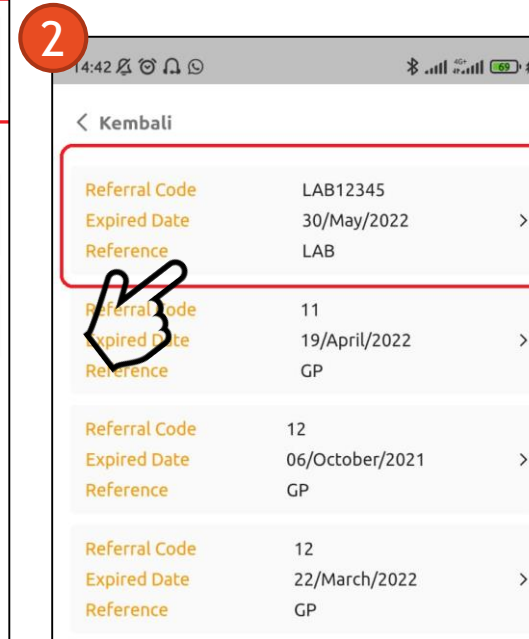 2
14:42
4G+
69
Kembali
Referral Code LAB12345
Expired Date 30/May/2022
Reference LAB
Referral Code 11
Expired Date 19/April/2022
Reference GP
Referral Code 12
Expired Date 06/October/2021
Reference GP
Referral Code 12
Expired Date 22/March/2022
Reference GP